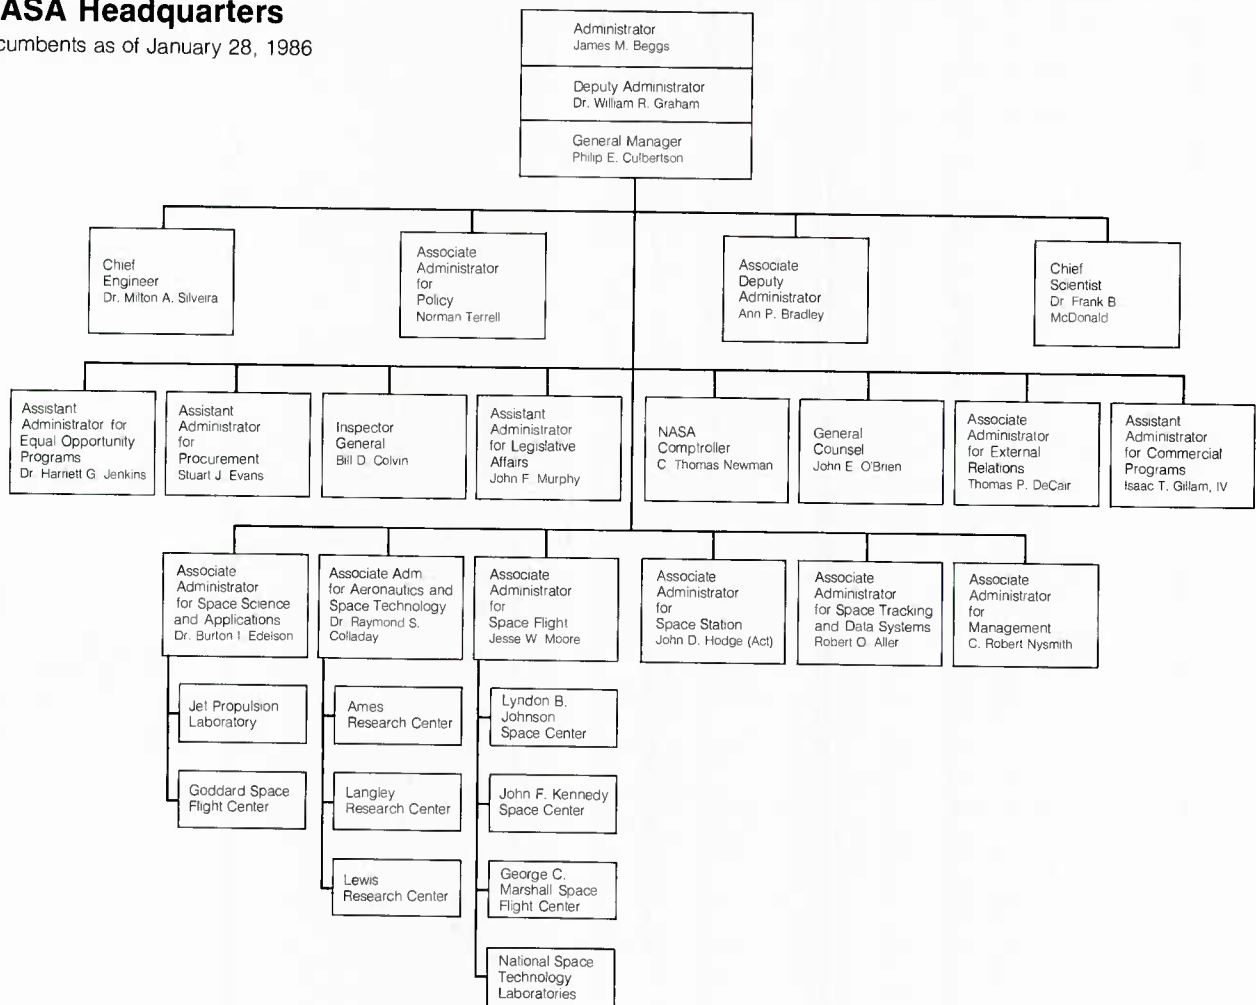 ASA Headquarters
cumbents as of January 28, 1986
Administrator
James M. Beggs
Deputy Administrator
Dr. William R. Graham
General Manager
Philip E. Culbertson
Chief
Engineer
Dr. Milton A. Silveira
Associate
Administrator
for
Policy
Norman Terrell
Associate
Deputy
Administrator
Ann P. Bradley
Chief
Scientist
Dr. Frank B.
McDonald
Assistant
Administrator for
Equal Opportunity
Programs
Dr. Harriett G. Jenkins
Assistant
Administrator
for
Procurement
Stuart J. Evans
Inspector
General
Bill D. Colvin
Assistant
Administrator
for Legislative
Affairs
John F. Murphy
NASA
Comptroller
C. Thomas Newman
General
Counsel
John E. O'Brien
Associate
Administrator
for External
Relations
Thomas P. DeCair
Assistant
Administrator
for Commercial
Programs
Isaac T. Gillam, IV
Associate
Administrator
for Space Science
and Applications
Dr. Burton I. Edelson
Associate Adm.
for Aeronautics and
Space Technology
Dr. Raymond S.
Colladay
Associate
Administrator
for
Space Flight
Jesse W. Moore
Associate
Administrator
for
Space Station
John D. Hodge (Act)
Associate
Administrator
for Space Tracking
and Data Systems
Robert O. Aller
Associate
Administrator
for
Management
C. Robert Nysmith
Jet Propulsion
Laboratory
Goddard Space
Flight Center
Ames
Research Center
Langley
Research Center
Lewis
Research Center
Lyndon B.
Johnson
Space Center
John F. Kennedy
Space Center
George C.
Marshall Space
Flight Center
National Space
Technology
Laboratories